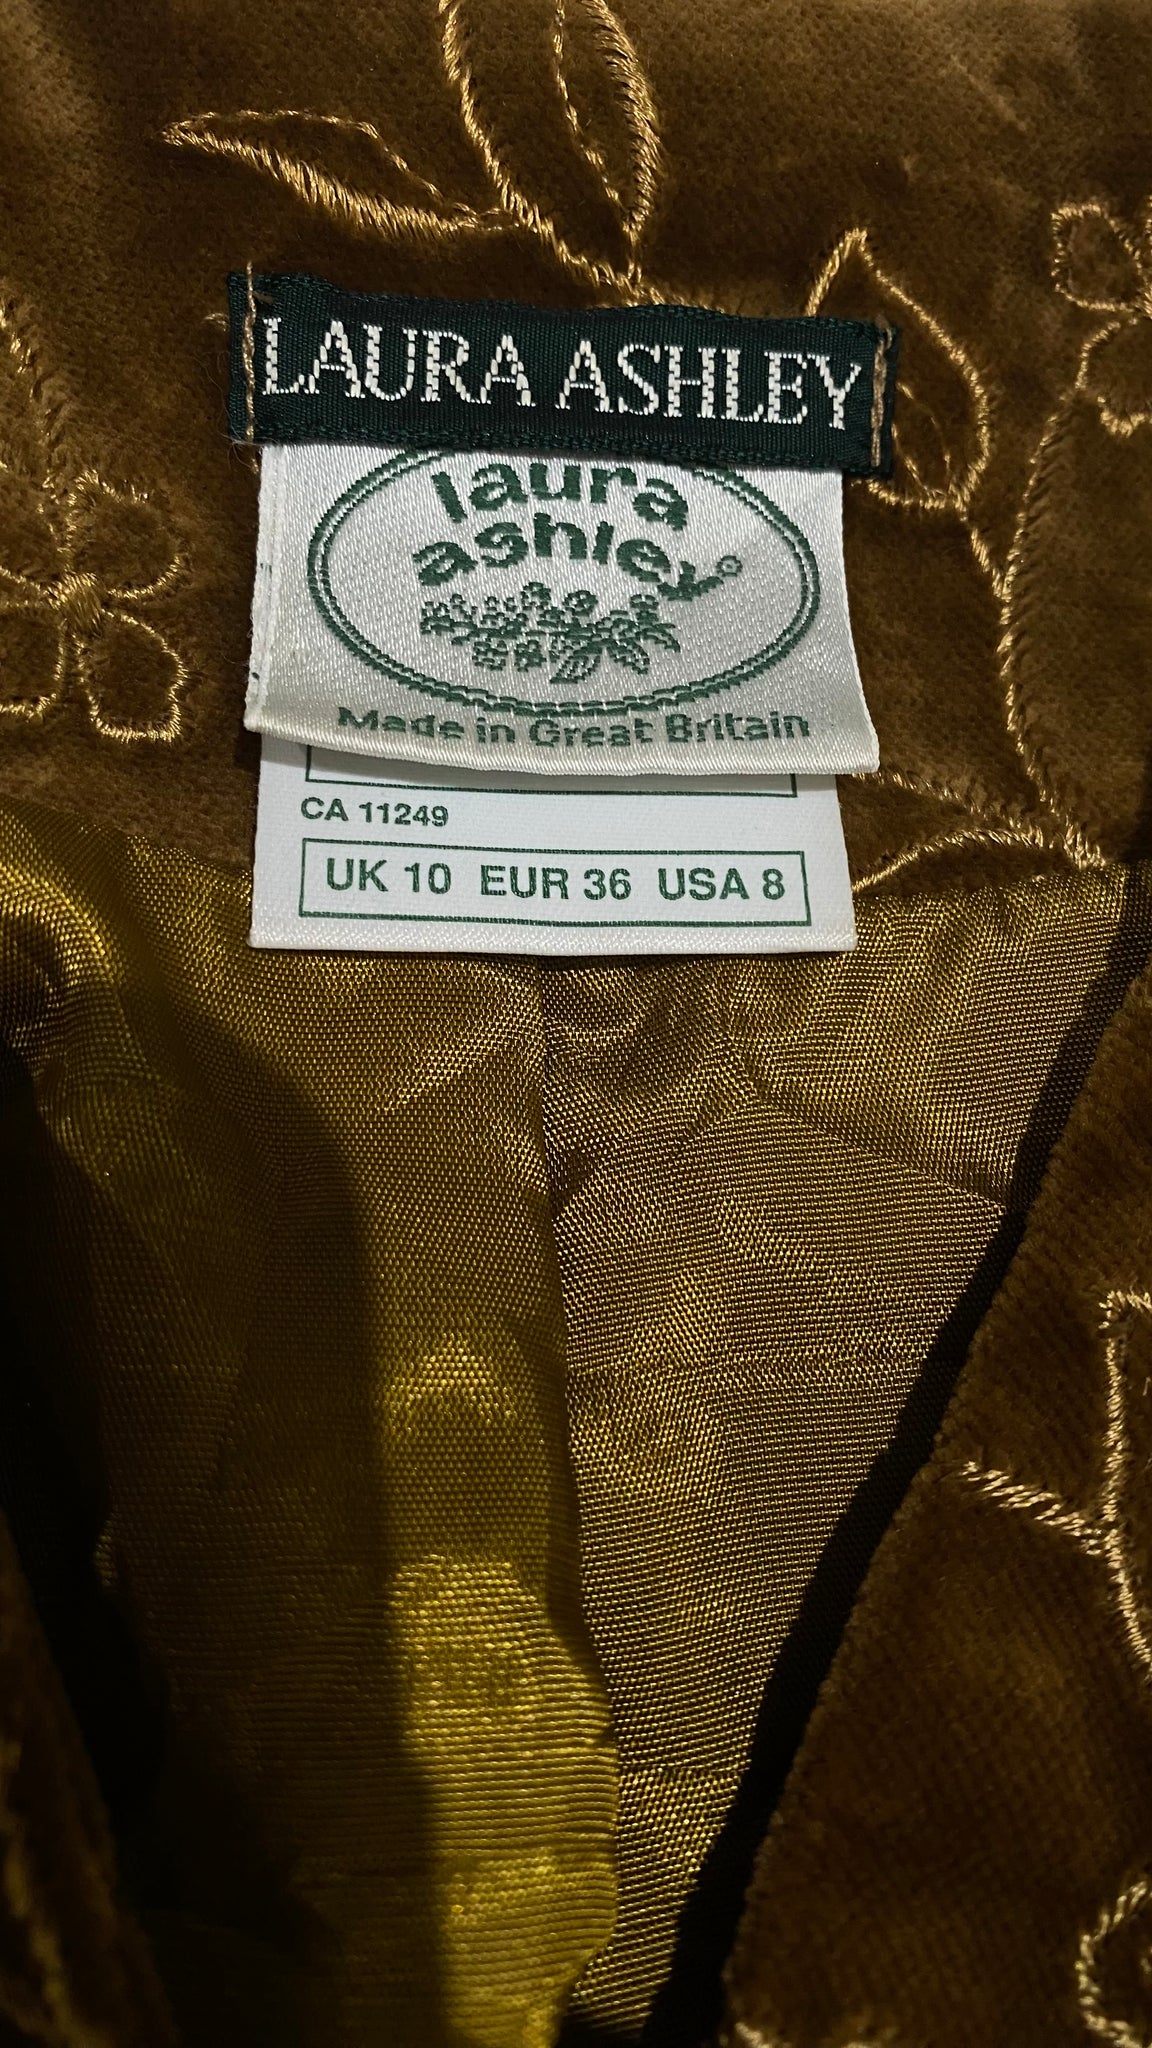 LAURA ASHLEY
laura
ashley®
Made in Great Britain
CA 11249
UK 10 EUR 36 USA 8